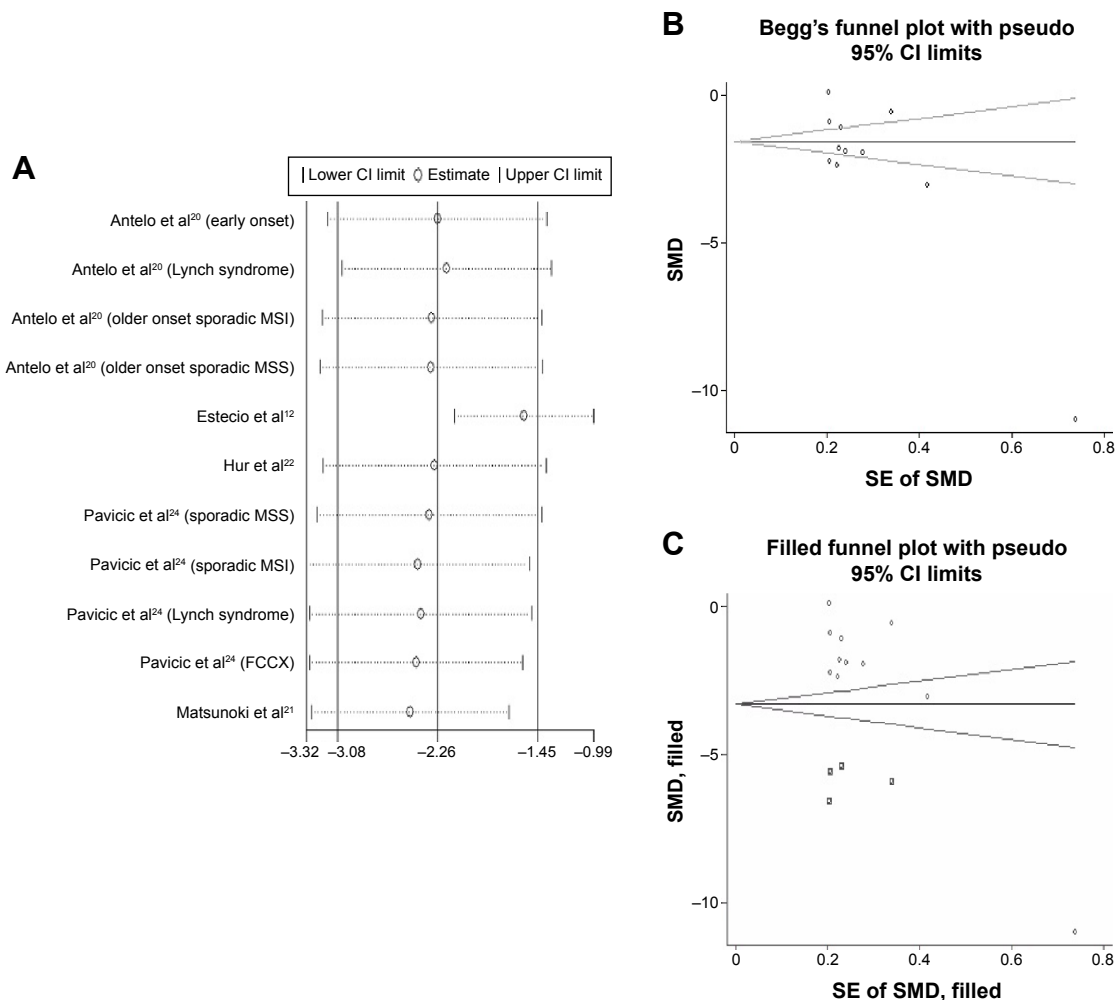 A
Lower CI limit Estimate Upper CI limit
Antelo et al²⁰ (early onset)
Antelo et al²⁰ (Lynch syndrome)
Antelo et al²⁰ (older onset sporadic MSI)
Antelo et al²⁰ (older onset sporadic MSS)
Estecio et al¹²
Hur et al²²
Pavicic et al²⁴ (sporadic MSS)
Pavicic et al²⁴ (sporadic MSI)
Pavicic et al²⁴ (Lynch syndrome)
Pavicic et al²⁴ (FCCX)
Matsunoki et al²¹
–3.32 –3.08 –2.26 –1.45 –0.99
B
Begg's funnel plot with pseudo
95% CI limits
SMD
0
–5
–10
0 0.2 0.4 0.6 0.8
SE of SMD
C
Filled funnel plot with pseudo
95% CI limits
SMD, filled
0
–5
–10
0 0.2 0.4 0.6 0.8
SE of SMD, filled